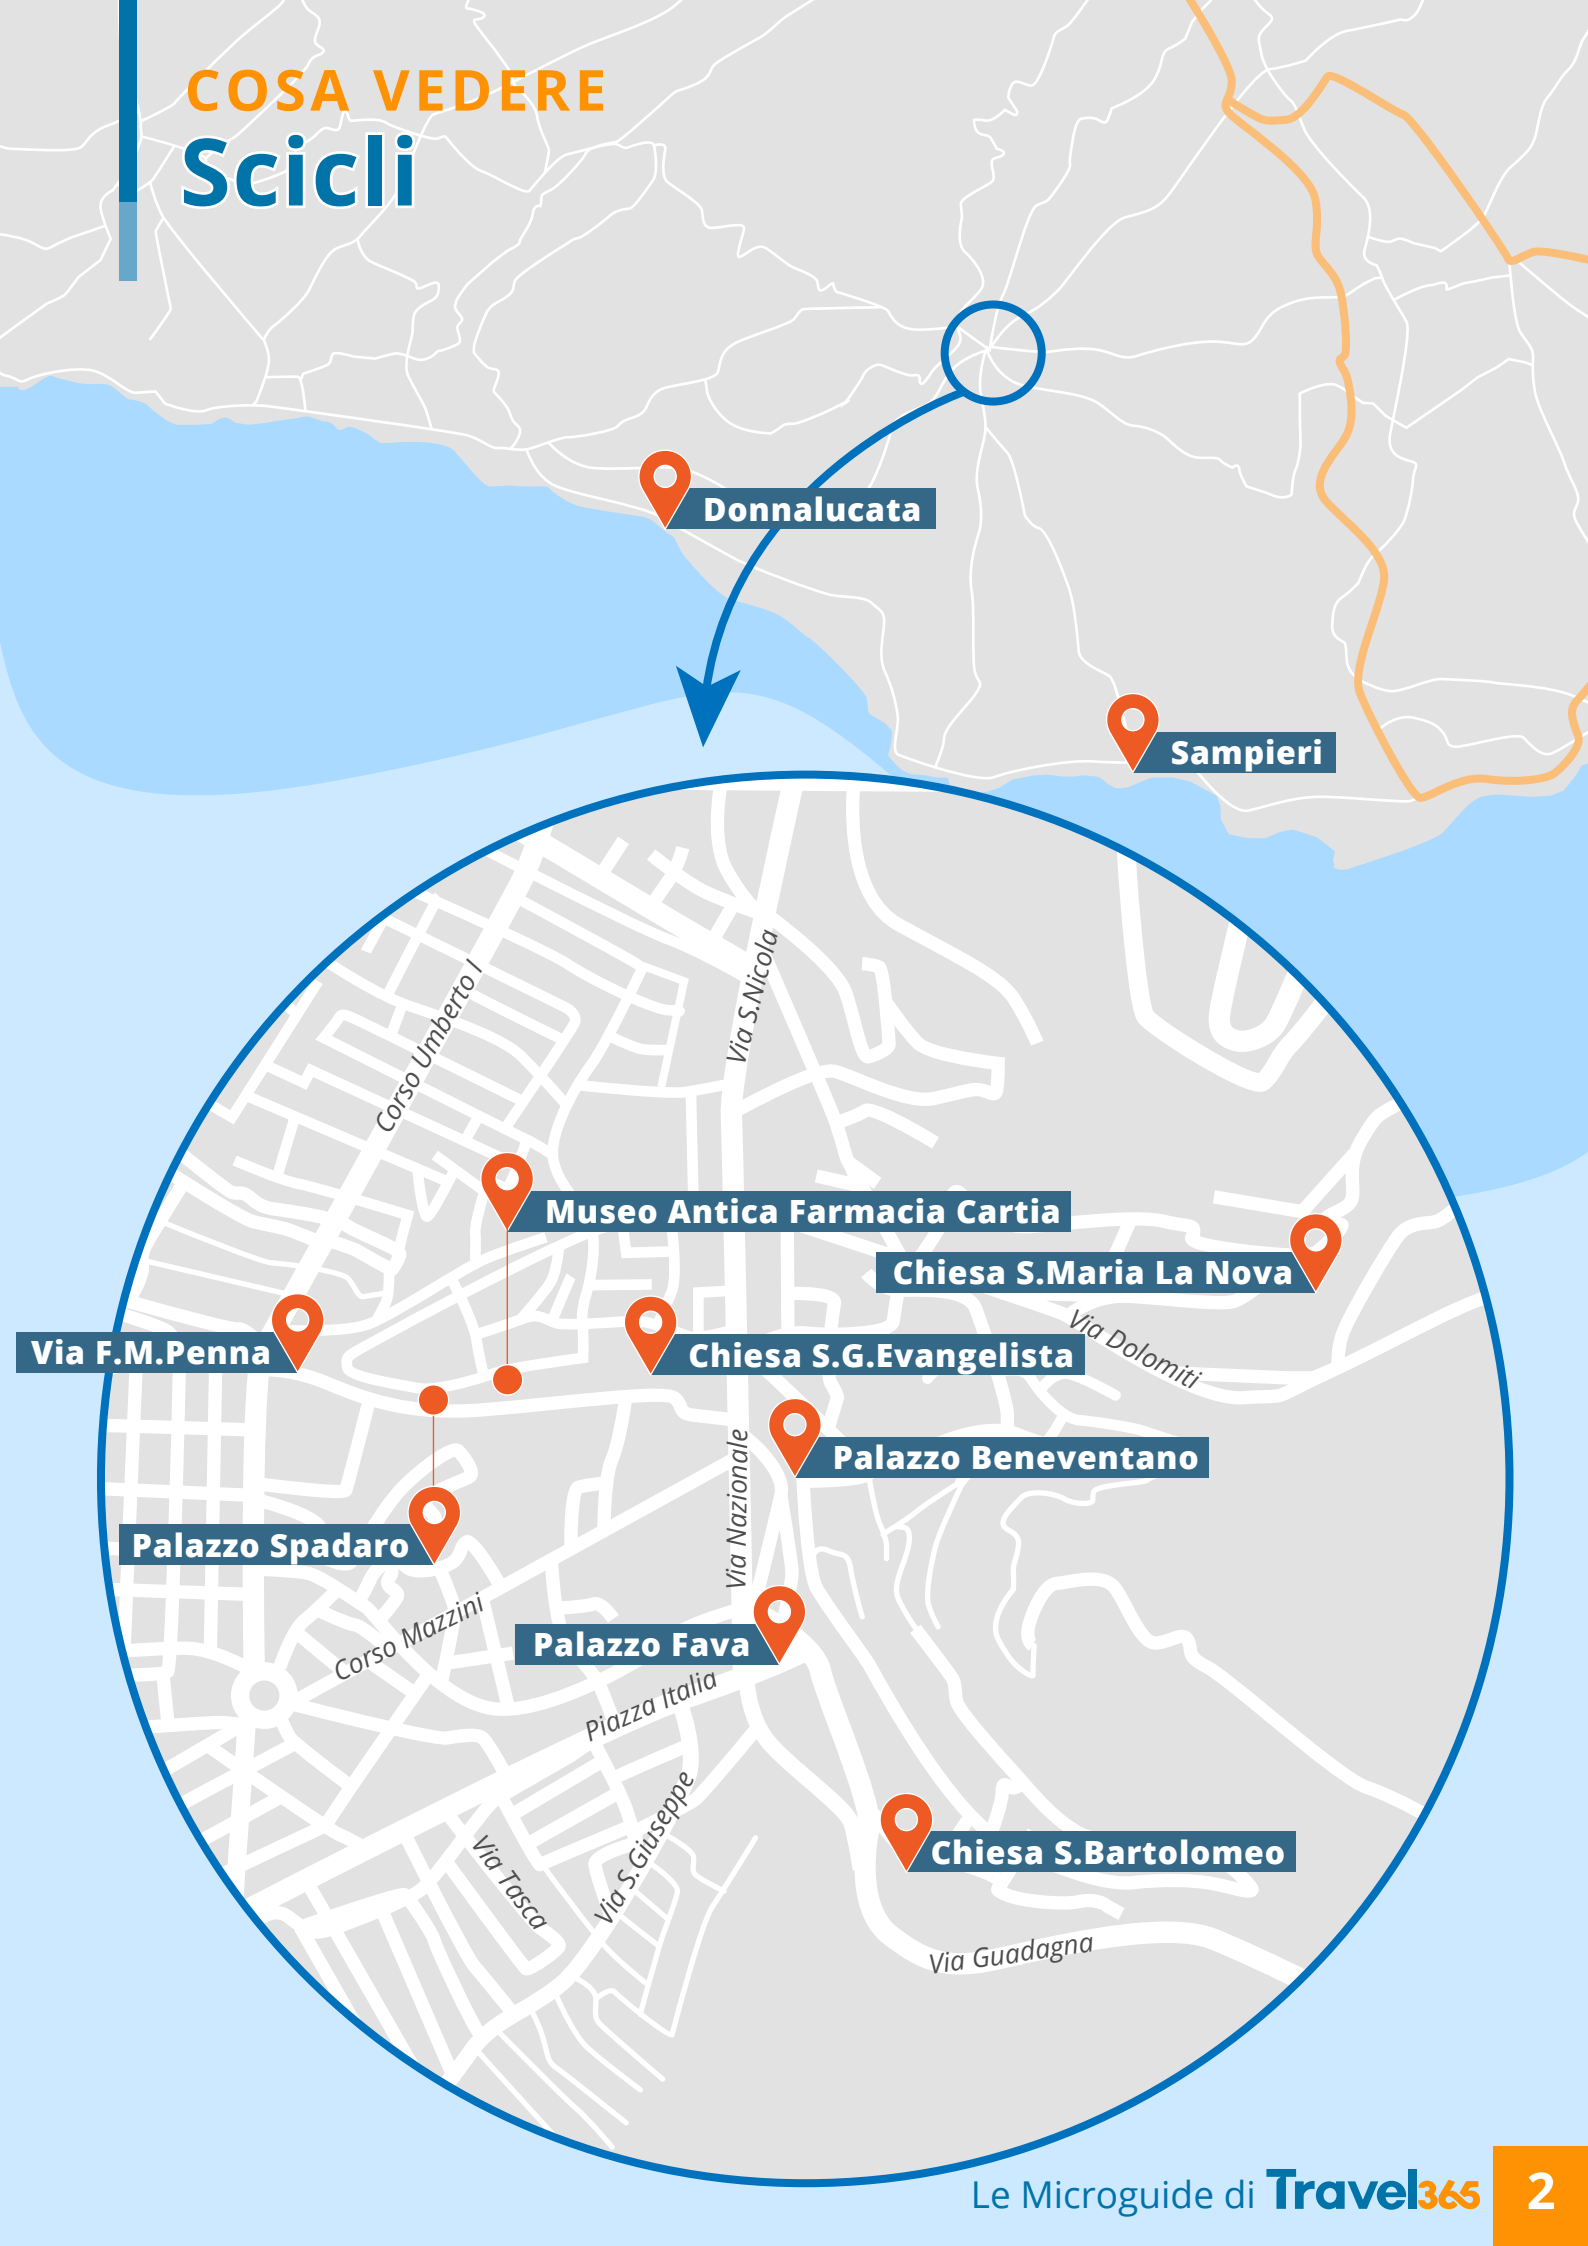 COSA VEDERE
Scicli
Donnalucata
Sampieri
Via S.Nicola
Corso Umberto I
Museo Antica Farmacia Cartia
Chiesa S.Maria La Nova
Via F.M.Penna
Chiesa S.G.Evangelista
Via Dolomiti
Palazzo Beneventano
Via Nazionale
Palazzo Spadaro
Corso Mazzini
Palazzo Fava
Piazza Italia
Via S.Giuseppe
Via Tasca
Chiesa S.Bartolomeo
Via Guadagna
Le Microguide di Travel365
2